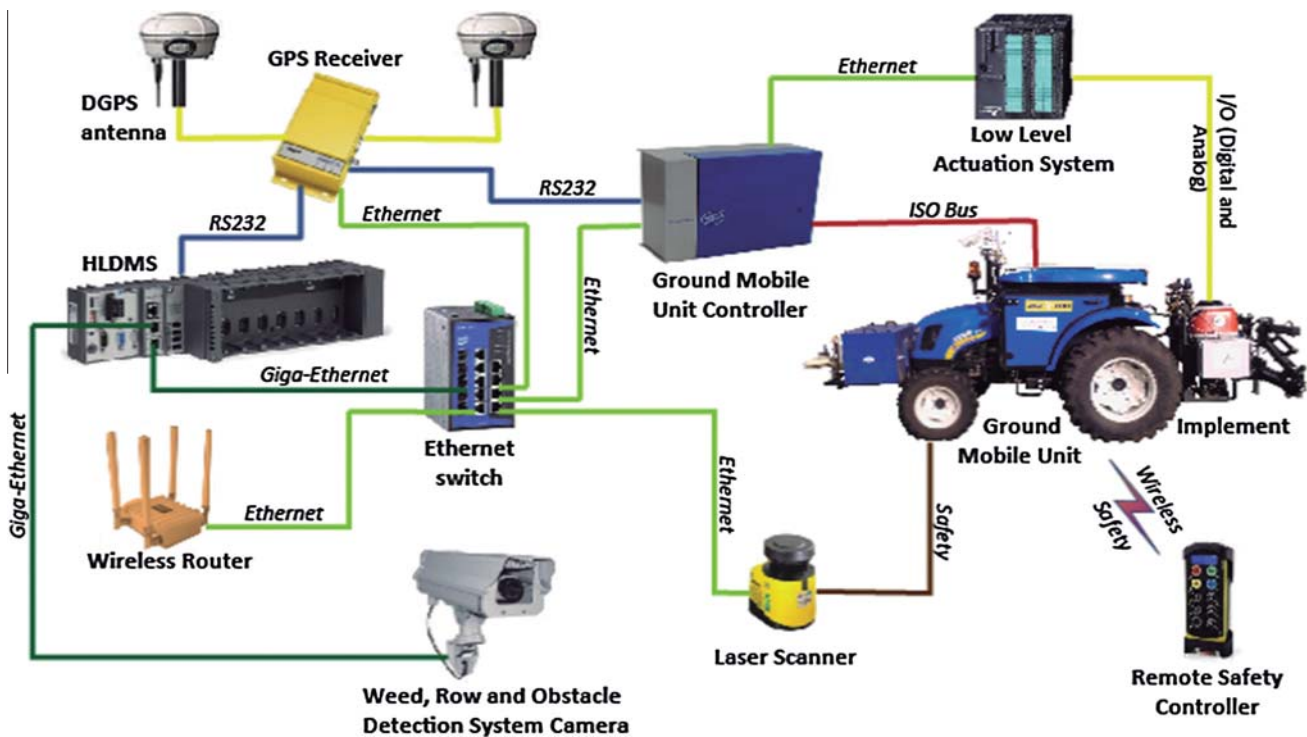 GPS Receiver
DGPS
antenna
Ethernet
Low Level
Actuation System
I/O (Digital and
Analog)
RS232
RS232
Ethernet
ISO Bus
HLDMS
Ground Mobile
Unit Controller
Ethernet
Giga-Ethernet
Ethernet
switch
Giga-Ethernet
Ground
Mobile Unit
Implement
Ethernet
Wireless Router
Ethernet
Safety
Wireless
Safety
Laser Scanner
Weed, Row and Obstacle
Detection System Camera
Remote Safety
Controller